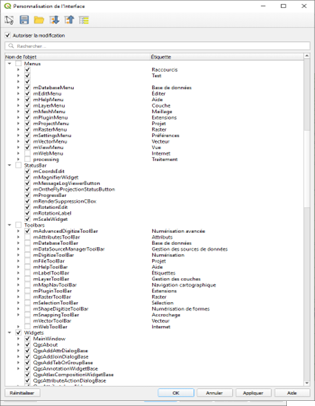 Personnalisation de l'Interface
Autoriser la modification
Rechercher...
Nom de l'objet Étiquette
Menus
Raccourcis
Text
mDatabaseMenu Base de données
mEditMenu Éditer
mHelpMenu Aide
mLayerMenu Couche
mMeshMenu Maillage
mPluginMenu Extensions
mProjectMenu Projet
mRasterMenu Raster
mSettingsMenu Préférences
mVectorMenu Vecteur
mViewMenu Vue
mWebMenu Internet
processing Traitement
StatusBar
mCoordsEdit
mMagnifierWidget
mMessageLogViewerButton
mOntheFlyProjectionStatusButton
mProgressBar
mRenderSuppressionCBox
mRotationEdit
mRotationLabel
mScaleWidget
Toolbars
mAdvancedDigitizeToolBar Numérisation avancée
mAttributesToolBar Attributs
mDatabaseToolBar Base de données
mDataSourceManagerToolBar Gestion des sources de données
mDigitizeToolBar Numérisation
mFileToolBar Projet
mHelpToolBar Aide
mLabelToolBar Étiquettes
mLayerToolBar Gestion des couches
mMapNavToolBar Navigation cartographique
mPluginToolBar Extensions
mRasterToolBar Raster
mSelectionToolBar Sélection
mShapeDigitizeToolBar Numérisation de formes
mSnappingToolBar Accrochage
mVectorToolBar Vecteur
mWebToolBar Internet
Widgets
MainWindow
QgsAbout
QgsAddAttrDialogBase
QgsAddJoinDialogBase
QgsAddTabOrGroupBase
QgsAnnotationWidgetBase
QgsAtlasCompositionWidgetBase
QgsAttributeActionDialogBase
Réinitialiser OK Annuler Appliquer Aide